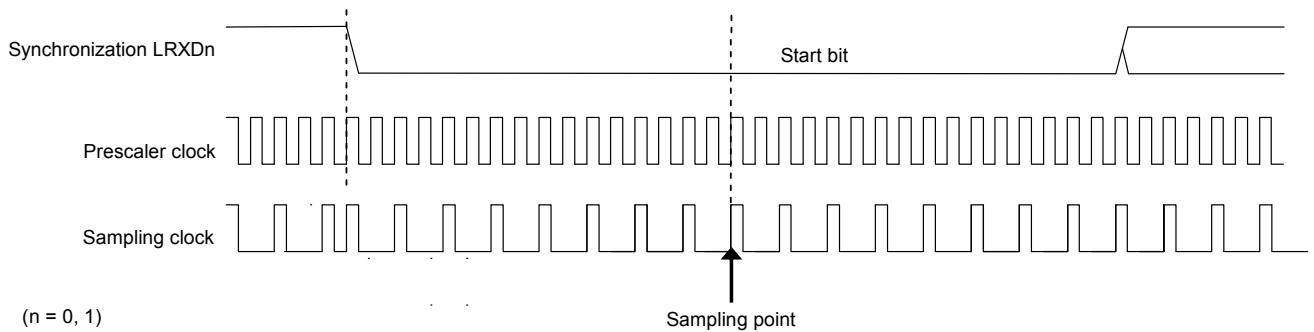 Synchronization LRXDn
Start bit
Prescaler clock
Sampling clock
(n = 0, 1)
Sampling point